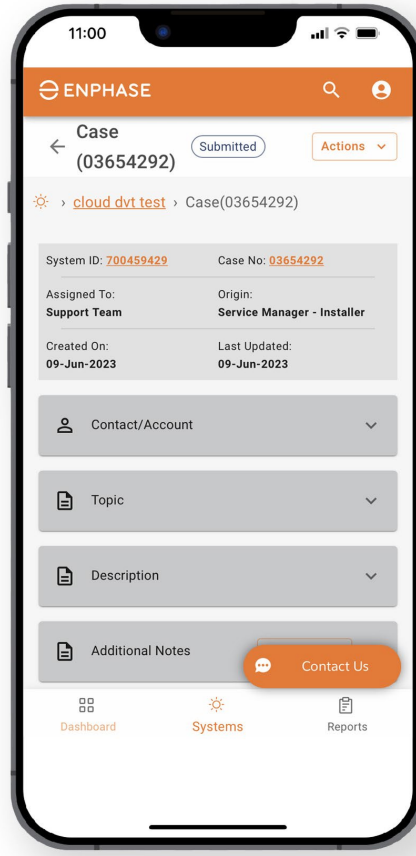 11:00
ENPHASE
Case
(03654292)
Submitted
Actions
› cloud dvt test › Case(03654292)
System ID: 700459429
Case No: 03654292
Assigned To:
Support Team
Origin:
Service Manager - Installer
Created On:
09-Jun-2023
Last Updated:
09-Jun-2023
Contact/Account
Topic
Description
Additional Notes
Contact Us
Dashboard
Systems
Reports